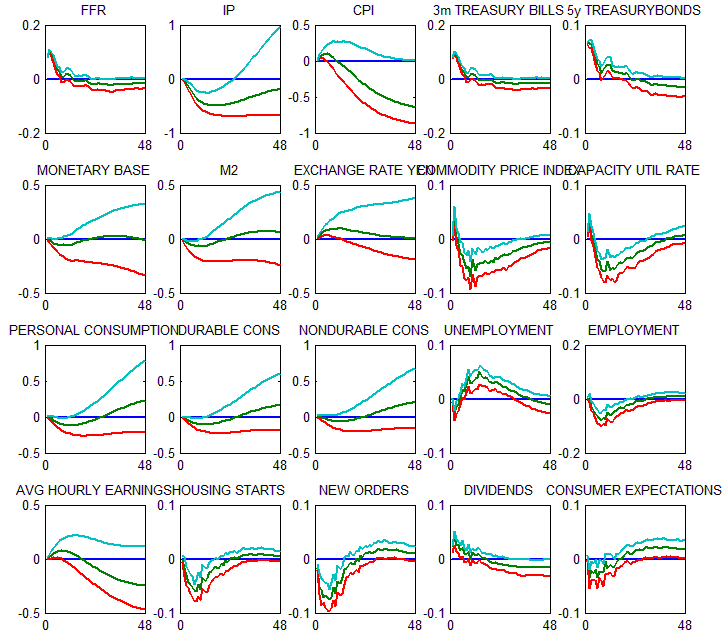 FFR IP CPI 3m TREASURY BILLS 5y TREASURYBONDS
0.2 1 0.5 0.2 0.1
0 0 0 0 0
-0.5
-0.2 -1 -1 -0.2 -0.1
0 48 0 48 0 48 0 48 0 48
MONETARY BASE M2 EXCHANGE RATE YEN COMMODITY PRICE INDEX CAPACITY UTIL RATE
0.5 0.5 0.5 0.1 0.1
0 0 0 0 0
-0.5 -0.5 -0.5 -0.1 -0.1
0 48 0 48 0 48 0 48 0 48
PERSONAL CONSUMPTION DURABLE CONS NONDURABLE CONS UNEMPLOYMENT EMPLOYMENT
1 1 1 0.1 0.2
0.5 0.5 0.5
0 0 0 0 0
-0.5 -0.5 -0.5 -0.1 -0.2
0 48 0 48 0 48 0 48 0 48
AVG HOURLY EARNINGS HOUSING STARTS NEW ORDERS DIVIDENDS CONSUMER EXPECTATIONS
0.5 0.1 0.1 0.1 0.1
0 0 0 0 0
-0.5 -0.1 -0.1 -0.1 -0.1
0 48 0 48 0 48 0 48 0 48